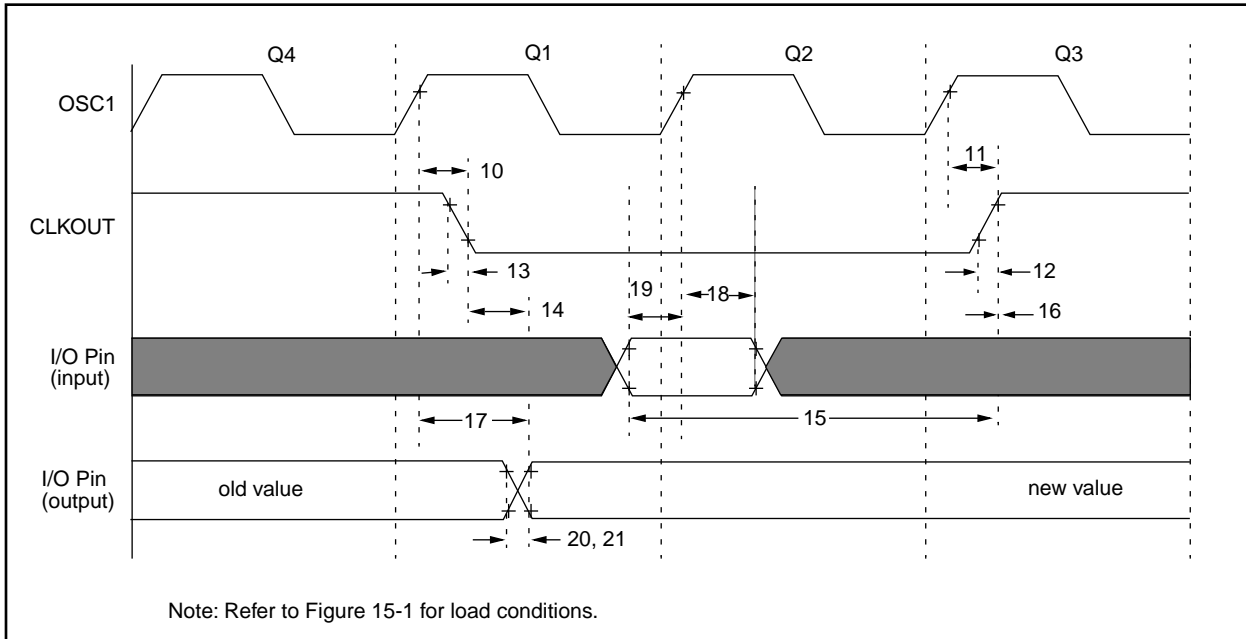 Q4 Q1 Q2 Q3
OSC1
11
10
CLKOUT
13
12
19
18
14
16
I/O Pin
(input)
17
15
I/O Pin
(output)
old value
new value
20, 21
Note: Refer to Figure 15-1 for load conditions.